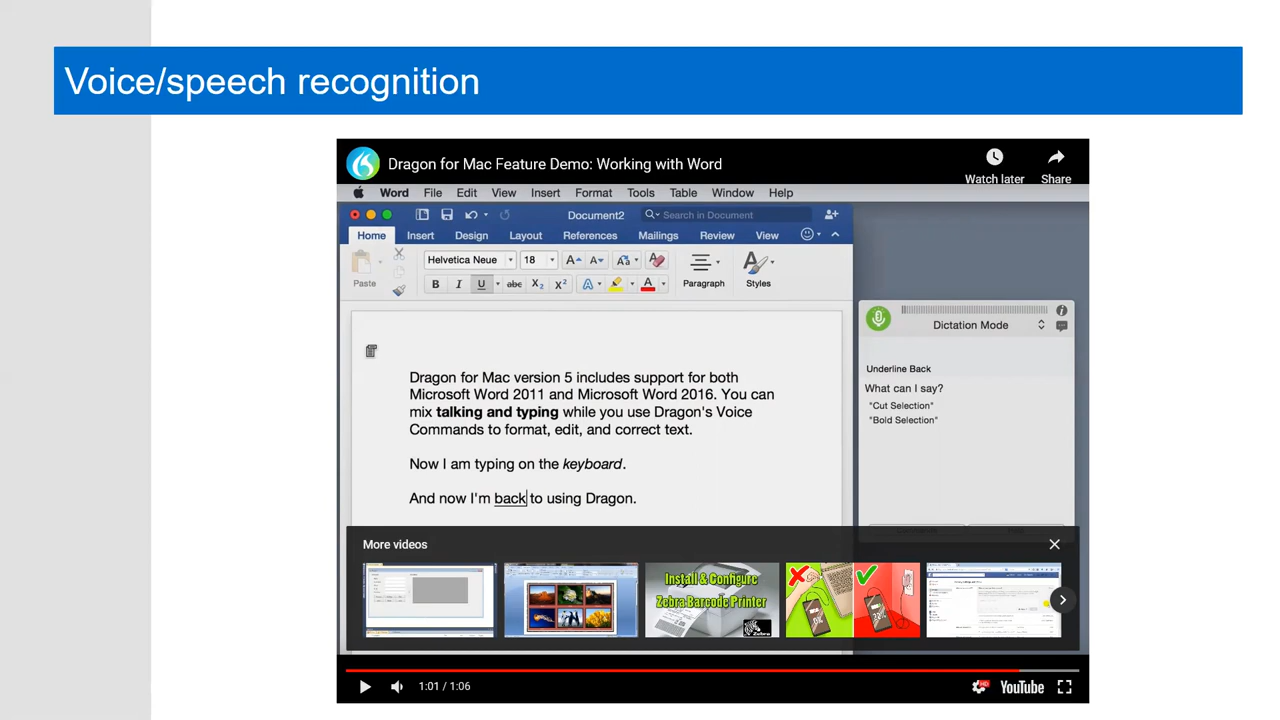 Voice/speech recognition
Dragon for Mac Feature Demo: Working with Word
Watch later
Share
Word File Edit View Insert Format Tools Table Window Help
Document2
Search in Document
Home Insert Design Layout References Mailings Review View
Paste
Helvetica Neue
18
B I U abc X2 X2
Paragraph
Styles
Dictation Mode
Underline Back
What can I say?
"Cut Selection"
"Bold Selection"
Dragon for Mac version 5 includes support for both
Microsoft Word 2011 and Microsoft Word 2016. You can
mix talking and typing while you use Dragon's Voice
Commands to format, edit, and correct text.
Now I am typing on the keyboard.
And now I'm back to using Dragon.
More videos
Install & Configure
Zebra Barcode Printer
Zebra
1:01 / 1:06
HD
YouTube